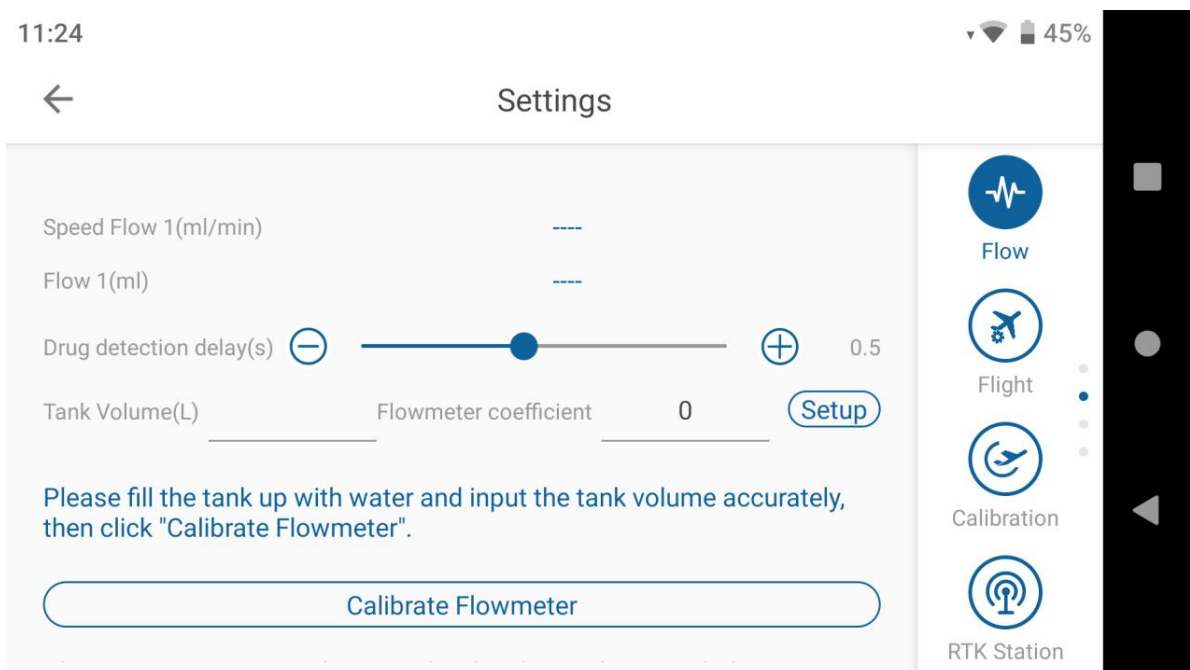 11:24
45%
Settings
Speed Flow 1(ml/min) ----
Flow 1(ml) ----
Drug detection delay(s) 0.5
Tank Volume(L) Flowmeter coefficient 0 Setup
Please fill the tank up with water and input the tank volume accurately,
then click "Calibrate Flowmeter".
Calibrate Flowmeter
Flow
Flight
Calibration
RTK Station